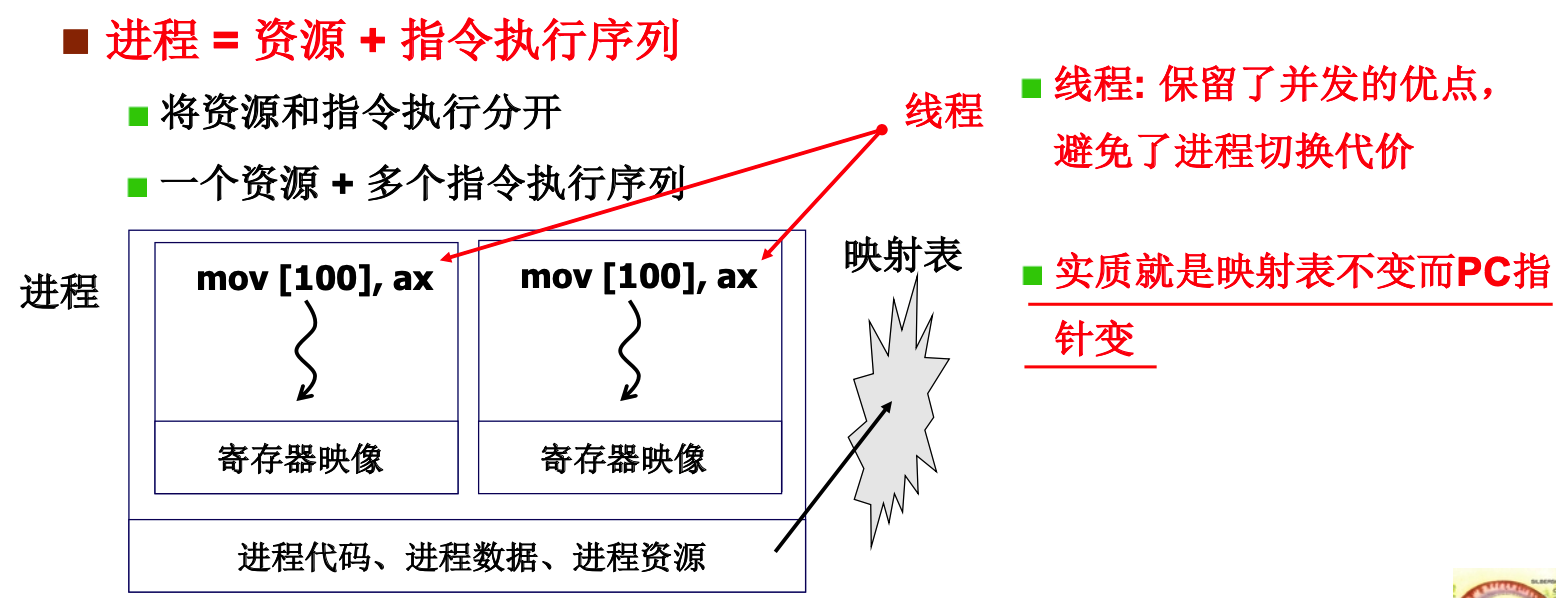 进程 = 资源 + 指令执行序列
将资源和指令执行分开
一个资源 + 多个指令执行序列
线程
线程: 保留了并发的优点，
避免了进程切换代价
实质就是映射表不变而PC指
针变
进程
mov [100], ax
mov [100], ax
映射表
寄存器映像
寄存器映像
进程代码、进程数据、进程资源